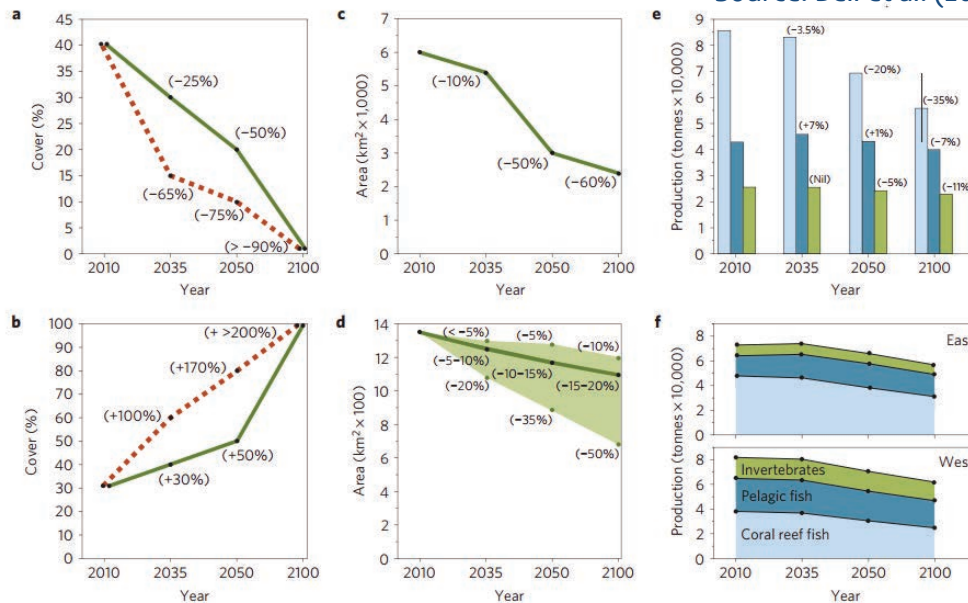 a
Cover (%)
45
40
35
30
25
20
15
10
5
0
(−25%)
(−50%)
(−65%)
(−75%)
(> −90%)
2010 2035 2050 2100
Year
c
Area (km² × 1,000)
7
6
5
4
3
2
1
0
(−10%)
(−50%)
(−60%)
2010 2035 2050 2100
Year
e
Production (tonnes × 10,000)
9
8
7
6
5
4
3
2
1
0
(−3.5%)
(−20%)
(−35%)
(+7%)
(+1%)
(−7%)
(Nil)
(−5%)
(−11%)
2010 2035 2050 2100
Year
b
Cover (%)
100
90
80
70
60
50
40
30
20
10
0
(+ >200%)
(+170%)
(+100%)
(+50%)
(+30%)
2010 2035 2050 2100
Year
d
Area (km² × 100)
14
12
10
8
6
4
2
0
(< −5%)
(−5%)
(−10%)
(−5−10%)
(−10−15%)
(−15−20%)
(−20%)
(−35%)
(−50%)
2010 2035 2050 2100
Year
f
Production (tonnes × 10,000)
Eas
8
6
4
2
0
Wes
8
6
4
2
0
Invertebrates
Pelagic fish
Coral reef fish
2010 2035 2050 2100
Year